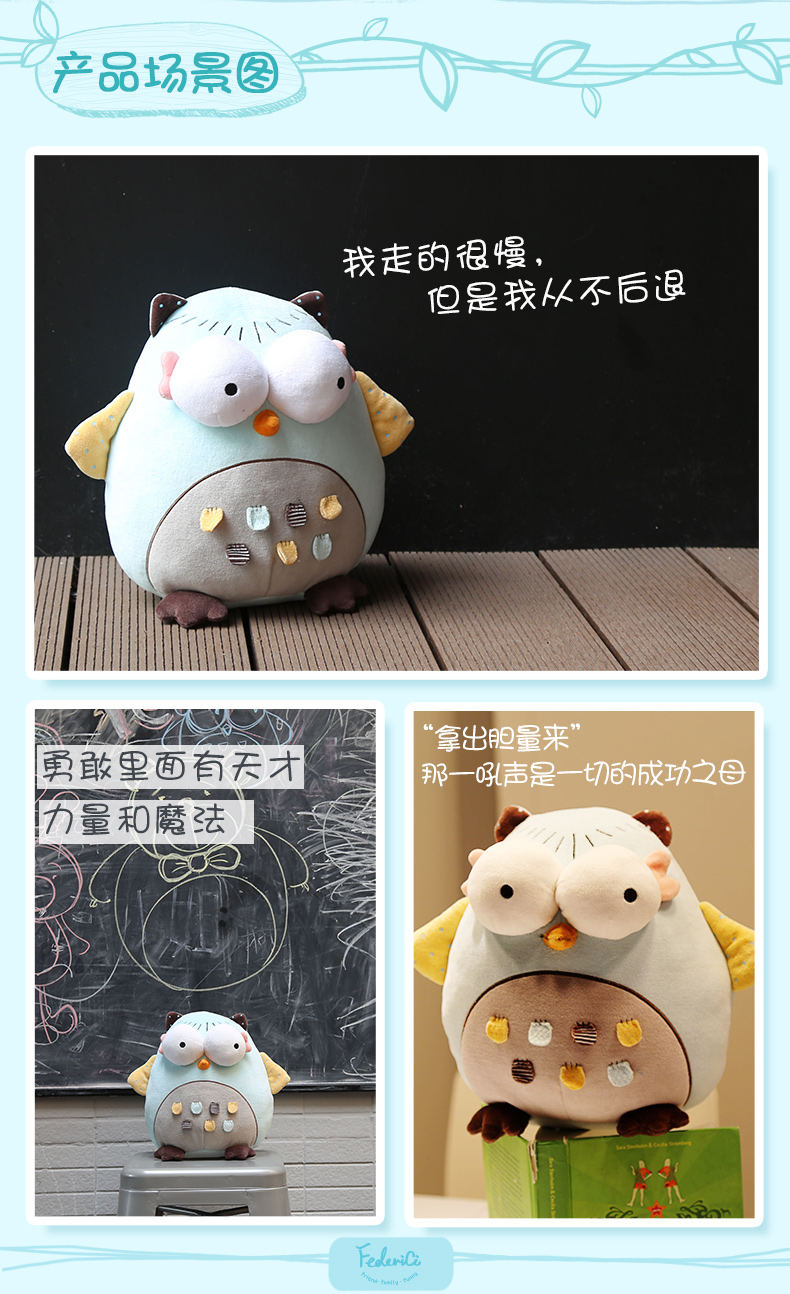 产品场景图
我走的很慢，
但是我从不后退
勇敢里面有天才
力量和魔法
“拿出胆量来”
那一吼声是一切的成功之母
Federici